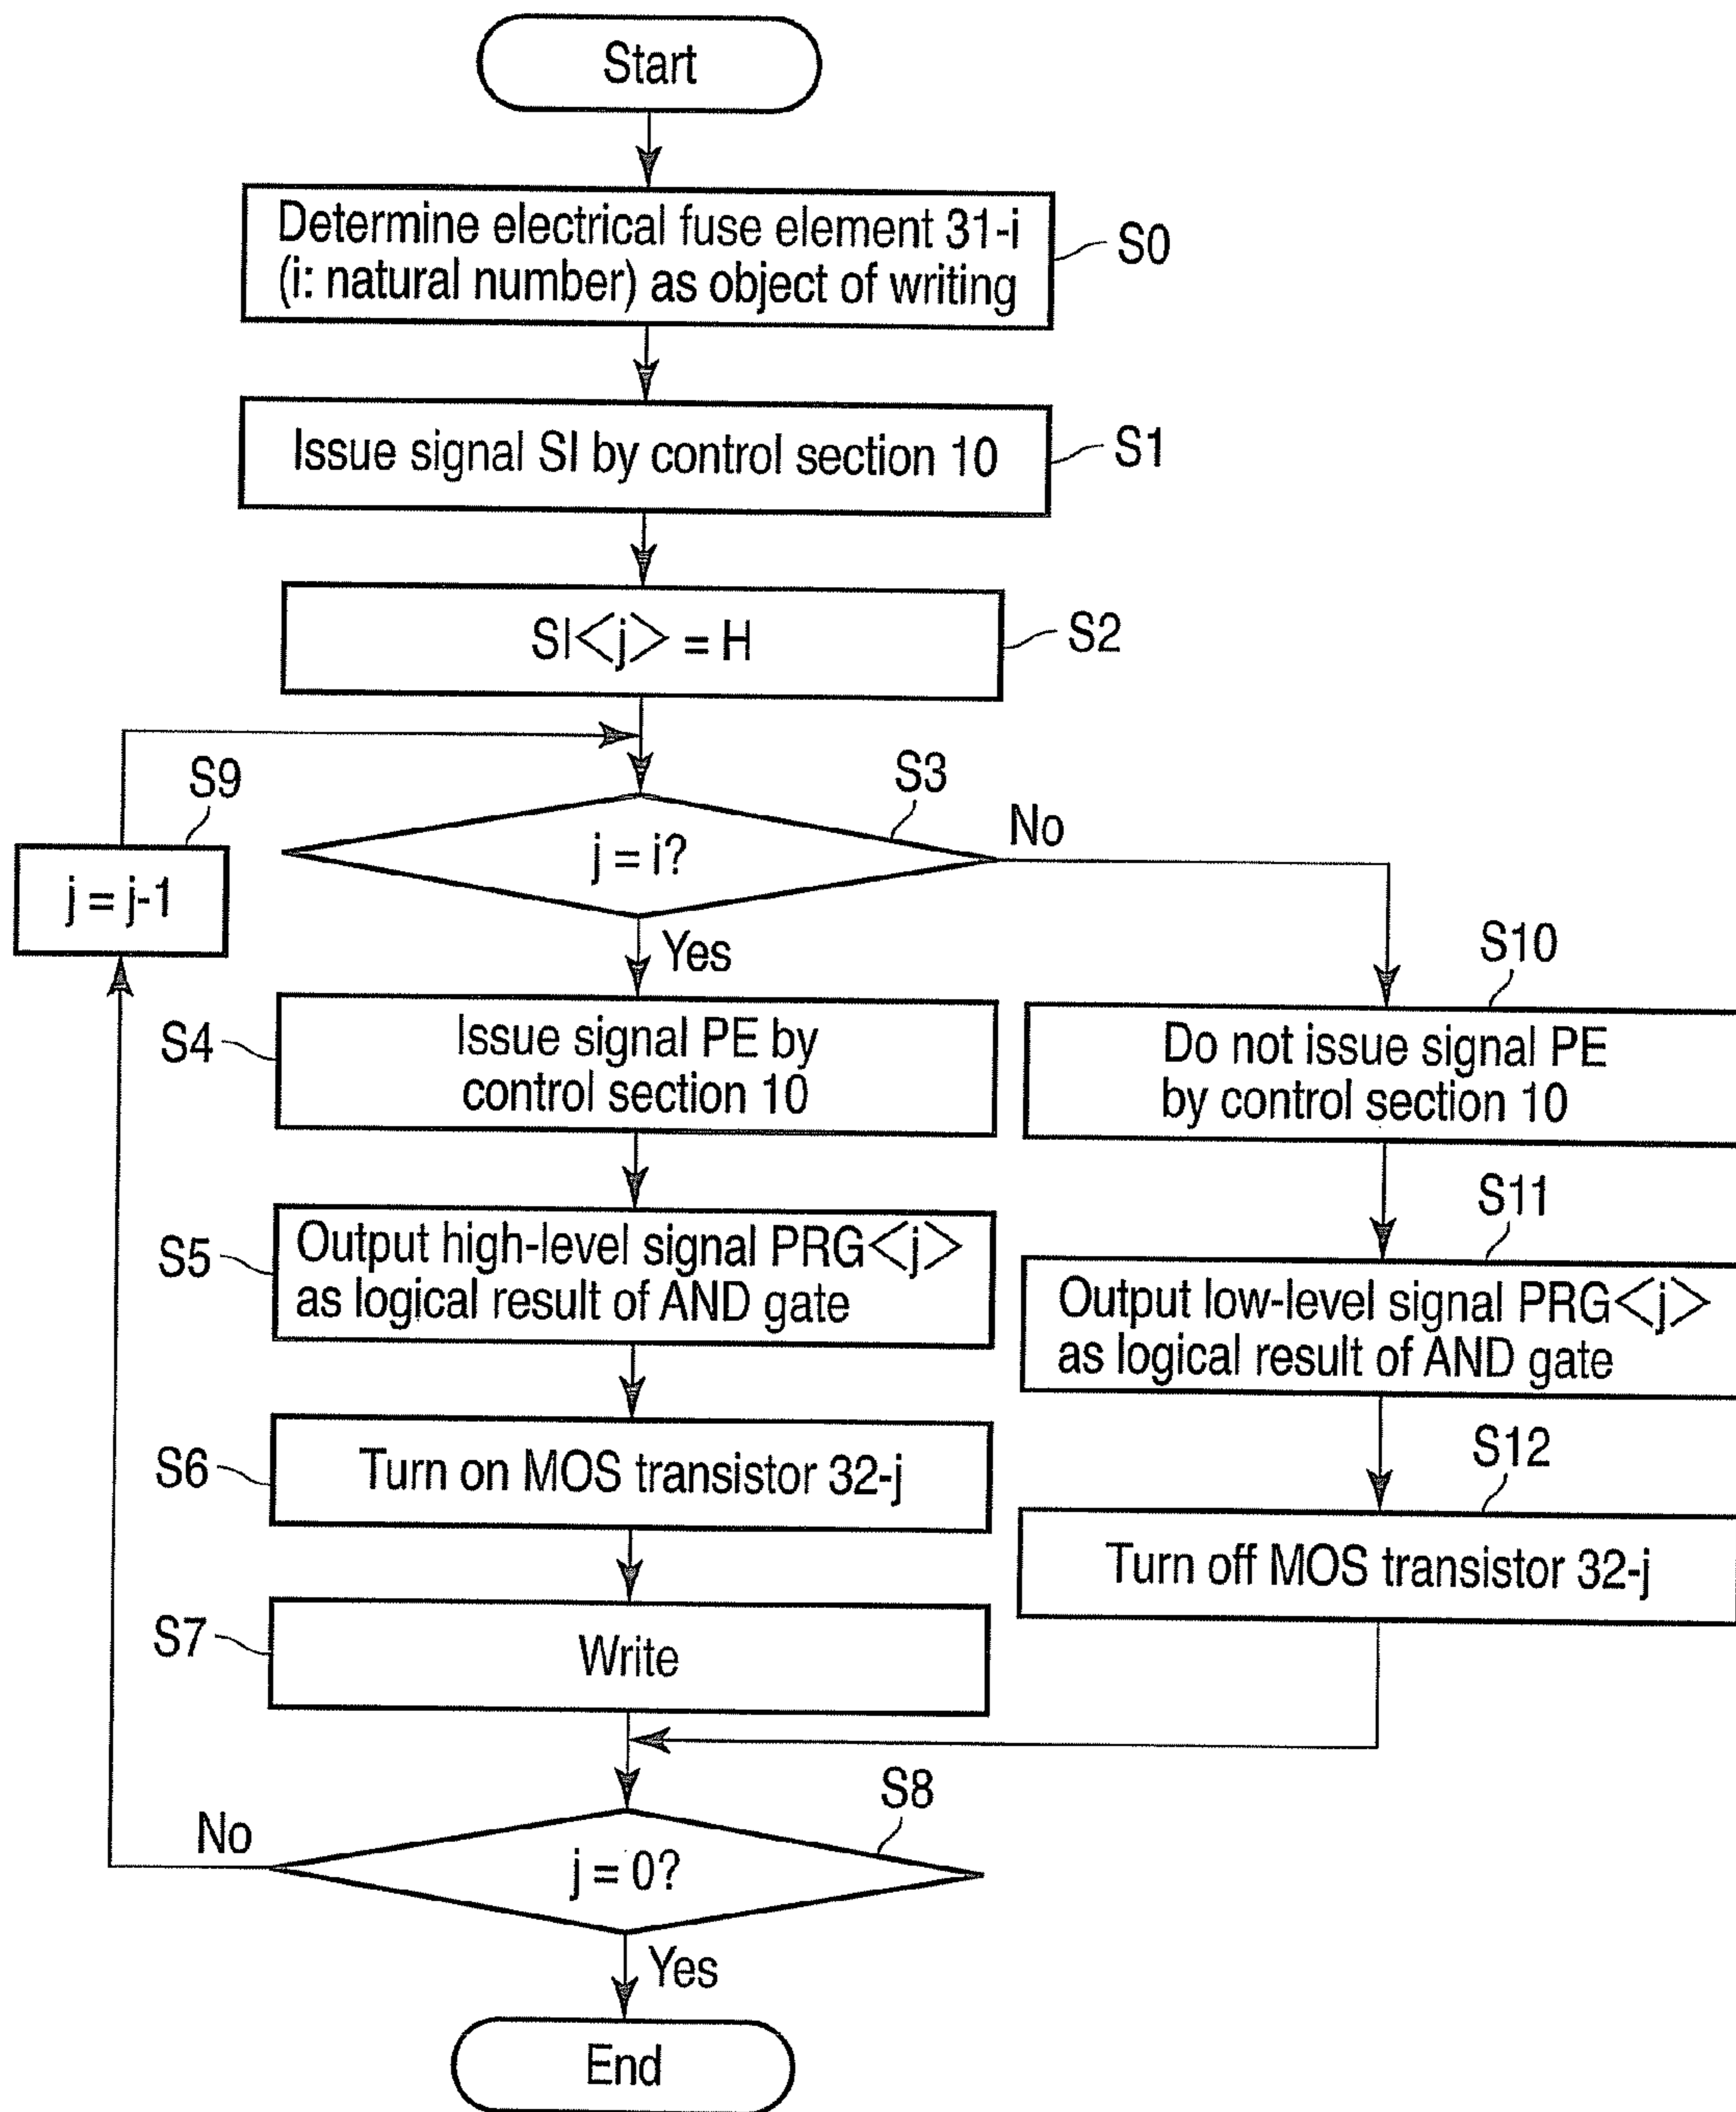 Start
Determine electrical fuse element 31-i
(i: natural number) as object of writing
S0
Issue signal SI by control section 10
S1
SI<j> = H
S2
S9
j = j-1
S3
j = i?
No
Yes
S10
S4
Issue signal PE by
control section 10
Do not issue signal PE
by control section 10
S11
S5
Output high-level signal PRG<j>
as logical result of AND gate
Output low-level signal PRG<j>
as logical result of AND gate
S12
S6
Turn on MOS transistor 32-j
Turn off MOS transistor 32-j
S7
Write
S8
No
j = 0?
Yes
End